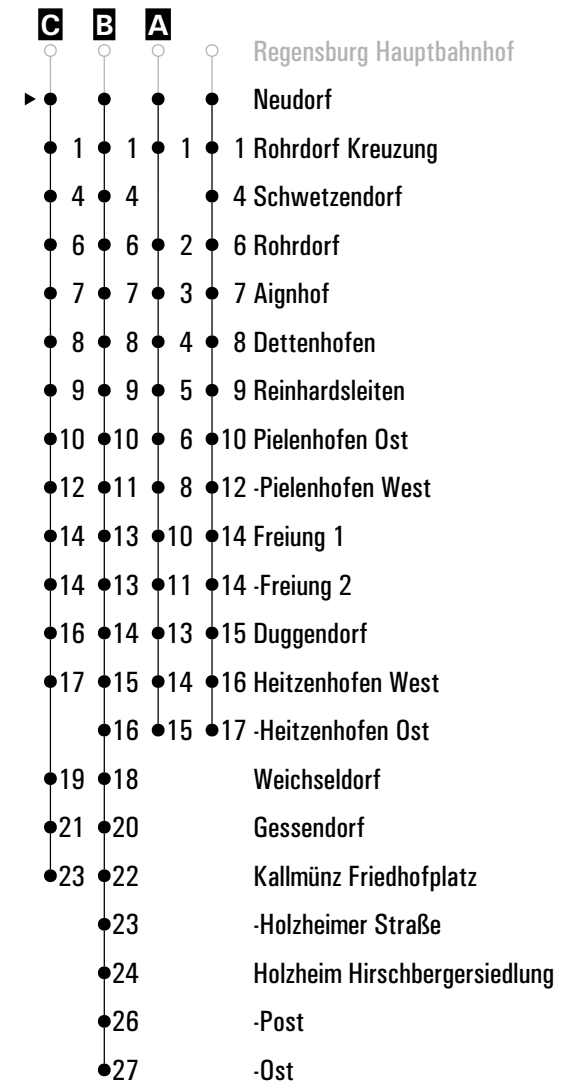 C B A
Regensburg Hauptbahnhof
Neudorf
1 1 1 1 Rohrdorf Kreuzung
4 4 4 Schwetzendorf
6 6 2 6 Rohrdorf
7 7 3 7 Aignhof
8 8 4 8 Dettenhofen
9 9 5 9 Reinhardsleiten
10 10 6 10 Pielenhofen Ost
12 11 8 12 -Pielenhofen West
14 13 10 14 Freiung 1
14 13 11 14 -Freiung 2
16 14 13 15 Duggendorf
17 15 14 16 Heitzenhofen West
16 15 17 -Heitzenhofen Ost
19 18 Weichseldorf
21 20 Gessendorf
23 22 Kallmünz Friedhofplatz
23 -Holzheimer Straße
24 Holzheim Hirschbergersiedlung
26 -Post
27 -Ost